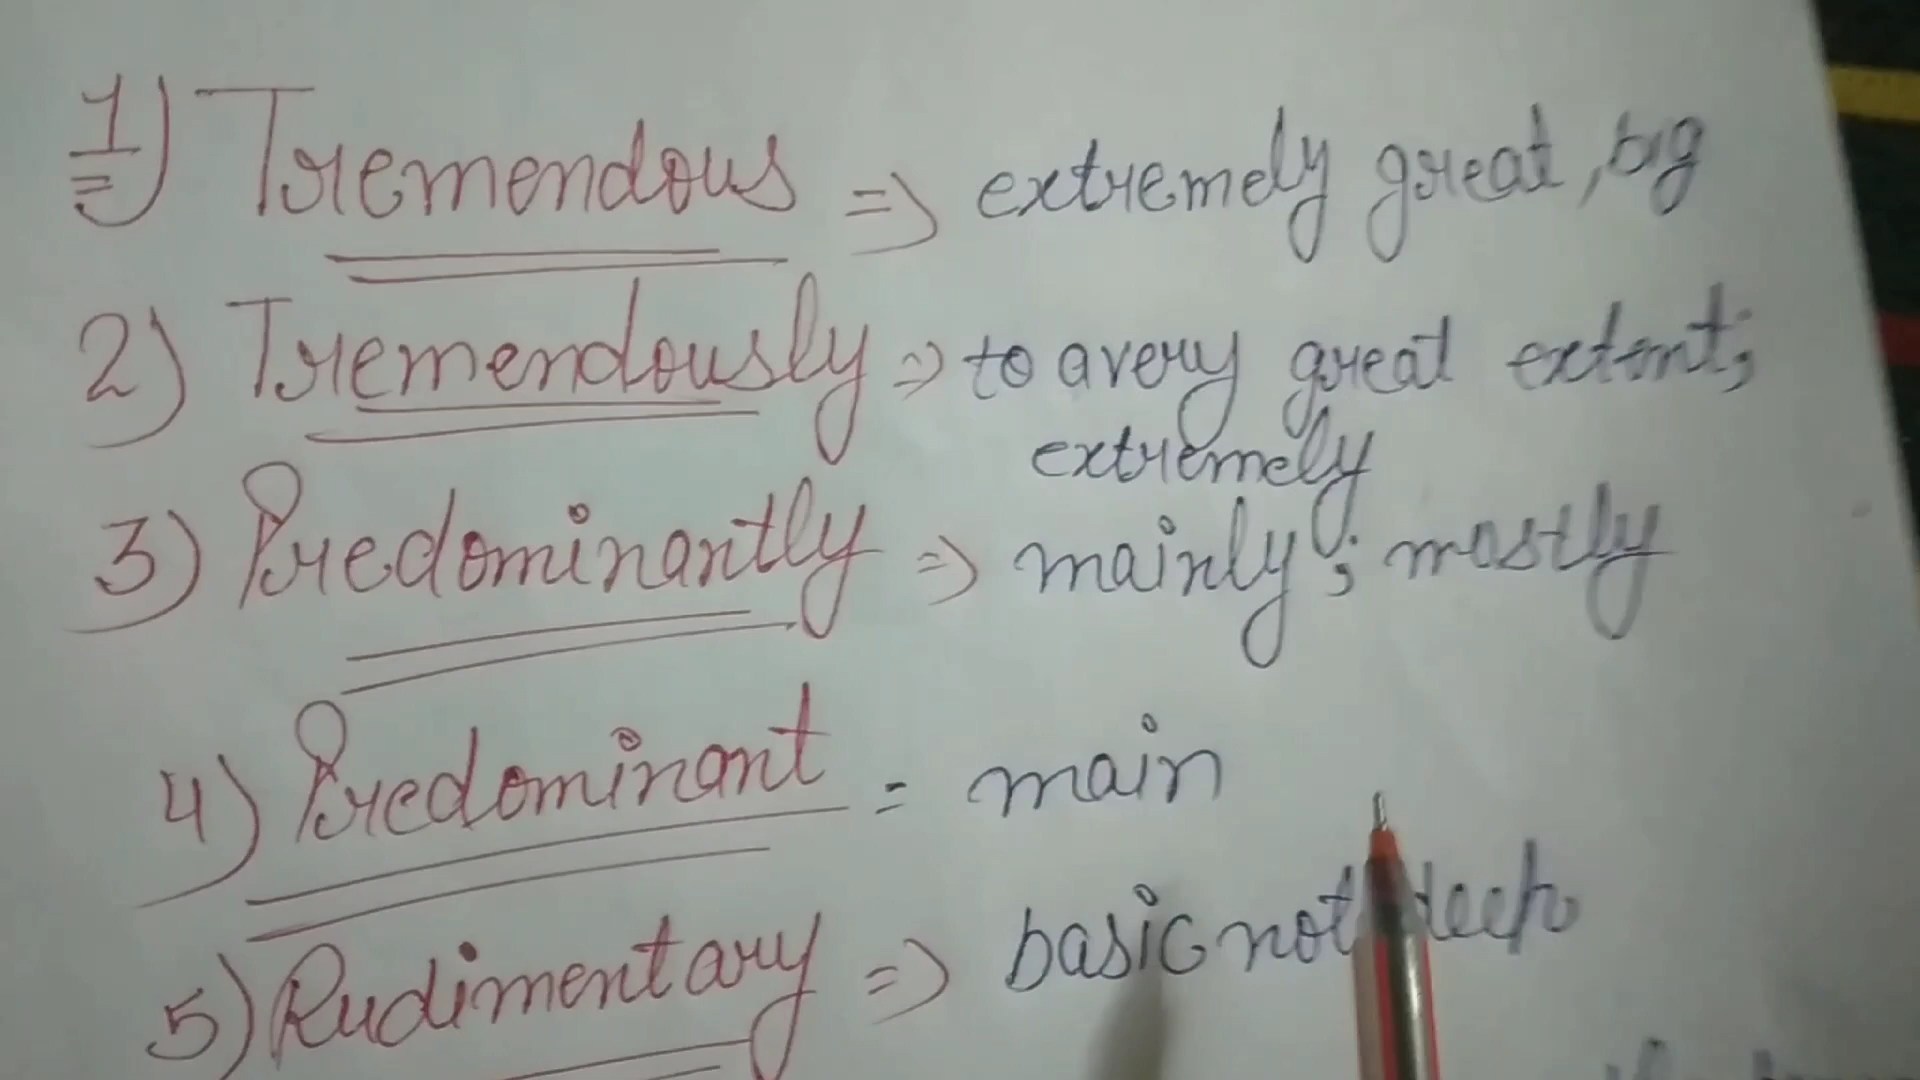 1) Tremendous => extremely great, big
2) Tremendously => to a very great extent;
extremely
3) Predominantly => mainly; mostly
4) Predominant = main
5) Rudimentary => basic not deep